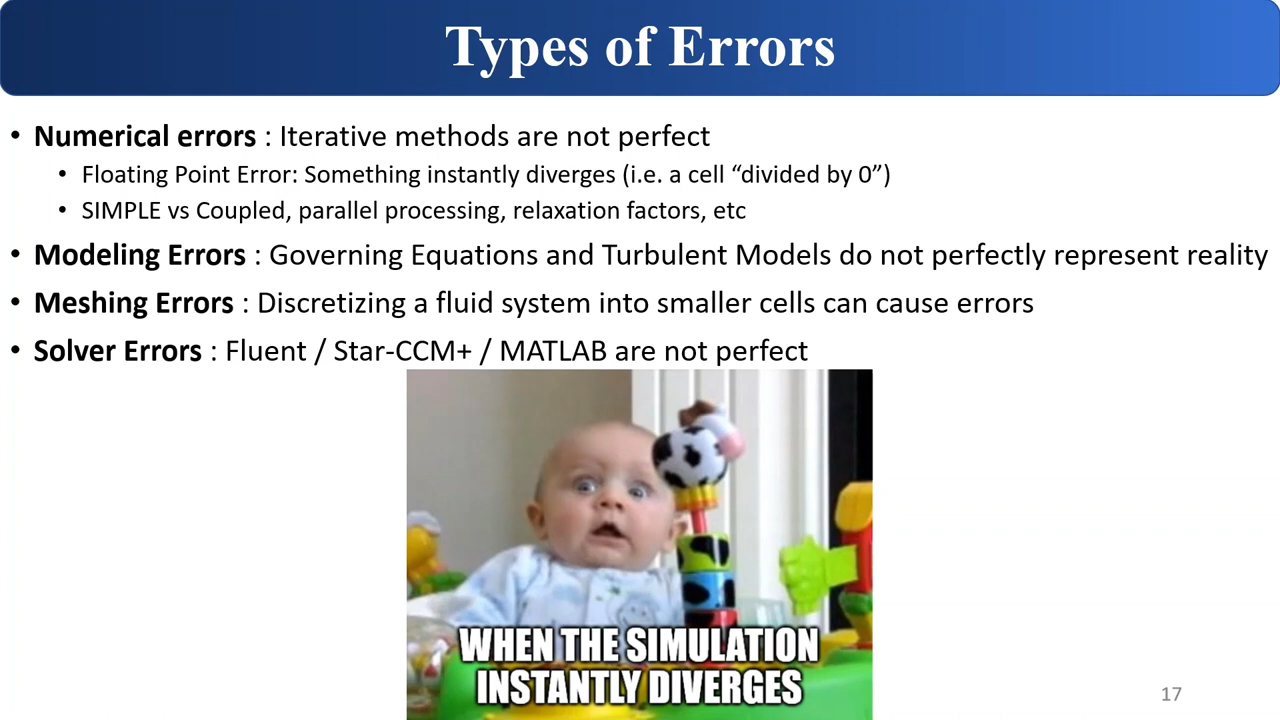 Types of Errors
• Numerical errors : Iterative methods are not perfect
• Floating Point Error: Something instantly diverges (i.e. a cell “divided by 0”)
• SIMPLE vs Coupled, parallel processing, relaxation factors, etc
• Modeling Errors : Governing Equations and Turbulent Models do not perfectly represent reality
• Meshing Errors : Discretizing a fluid system into smaller cells can cause errors
• Solver Errors : Fluent / Star-CCM+ / MATLAB are not perfect
WHEN THE SIMULATION
INSTANTLY DIVERGES
17